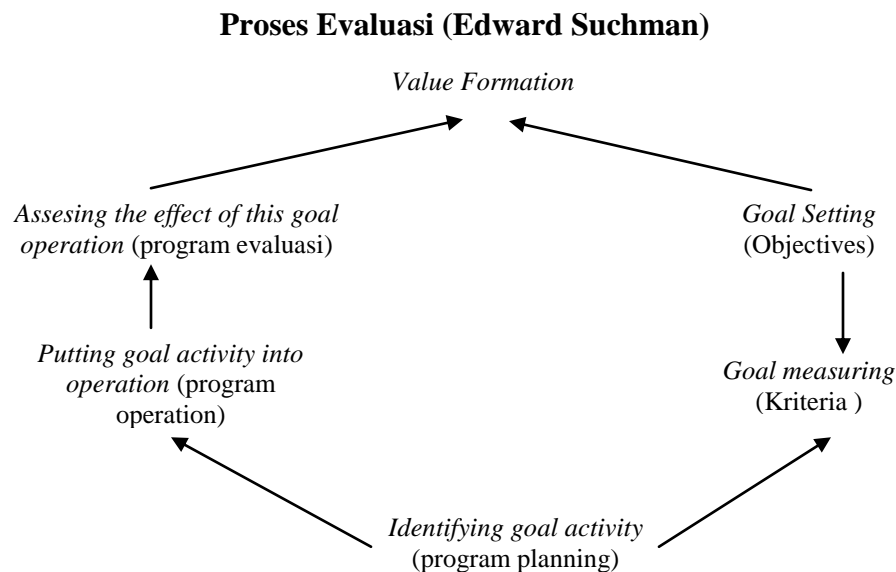 Proses Evaluasi (Edward Suchman)
Value Formation
Assesing the effect of this goal
operation (program evaluasi)
Goal Setting
(Objectives)
Putting goal activity into
operation (program
operation)
Goal measuring
(Kriteria )
Identifying goal activity
(program planning)